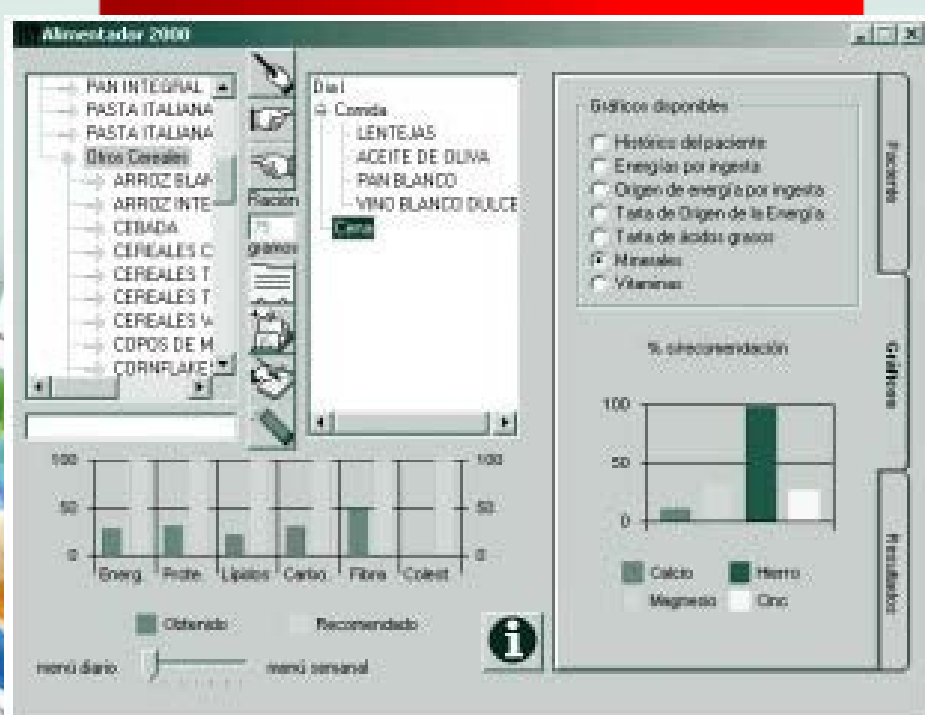 Alimentador 2000
PAN INTEGRAL
PASTA ITALIANA
PASTA ITALIANA
Otros Cereales
ARROZ BLAN
ARROZ INTE
CEBADA
CEREALES C
CEREALES T
CEREALES T
CEREALES
COPOS DE M
CORNFLAKE
Ración
75
gramos
Dia1
Comida
LENTEJAS
ACEITE DE OLIVA
PAN BLANCO
VINO BLANCO DULCE
Cena
Gráficos disponibles
Histórico del paciente
Energías por ingesta
Origen de energía por ingesta
Tarta de Origen de la Energía
Tarta de ácidos grasos
Minerales
Vitaminas
Paciente
Gráficos
Resultados
% s/recomendación
100
50
0
Calcio Hierro
Magnesio Cinc
100 100
50 50
0 0
Energ. Prote Lípidos Carbo Fibra Colest
Obtenido Recomendado
menú diario menú semanal